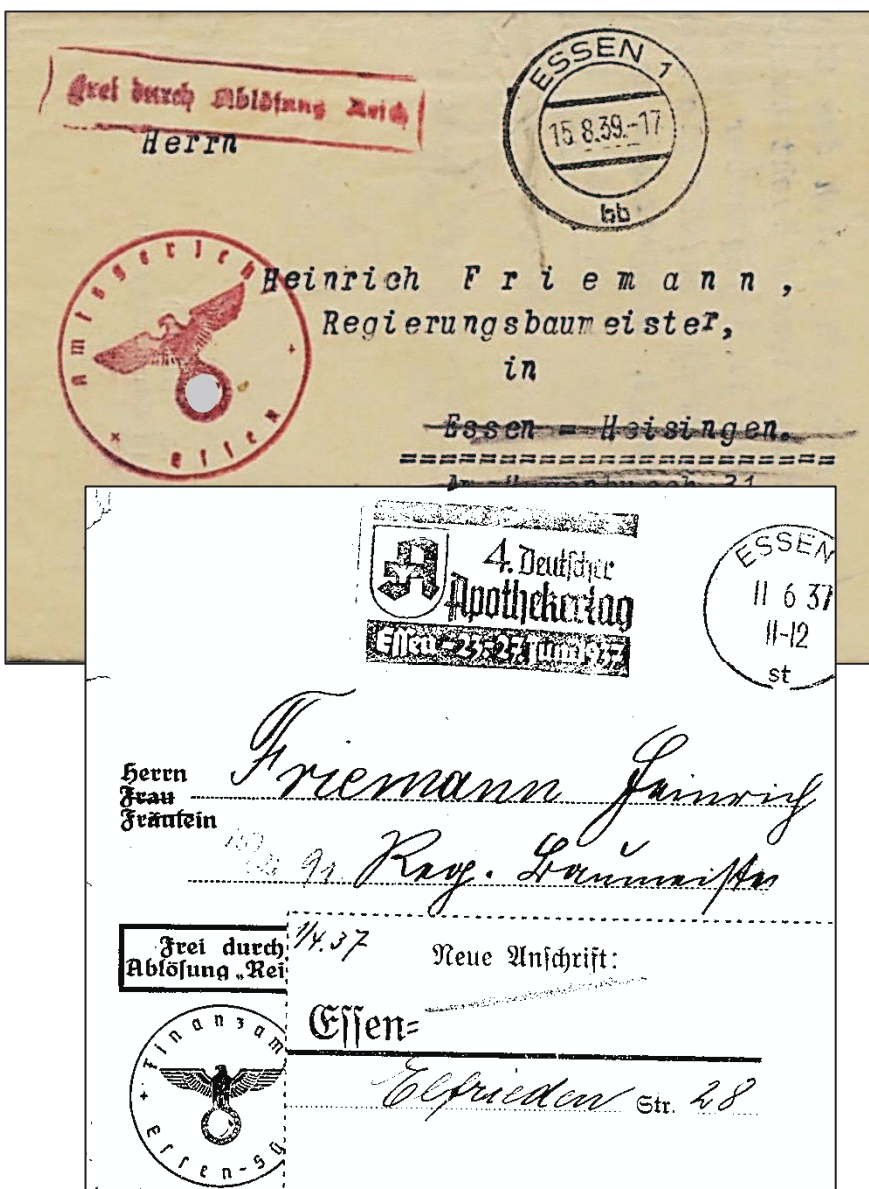 Frei durch Ablösung Reich
ESSEN 1
15.8.39.-17
bb
Herrn
amtsgericht
essen
Heinrich Friemann,
Regierungsbaumeister,
in
Essen = Heisingen.
31
4. Deutscher
Apothekertag
Essen - 23.-27. Juni 1937
ESSEN
11 6 37
11-12
st
Herrn
Frau
Fräulein
Friemann Heinrich
Reg. Baumeister
Frei durch
Ablösung „Rei
1/4.37
Neue Anschrift:
Essen=
Elfrieden Str. 28
Finanzam
Essen-Sü